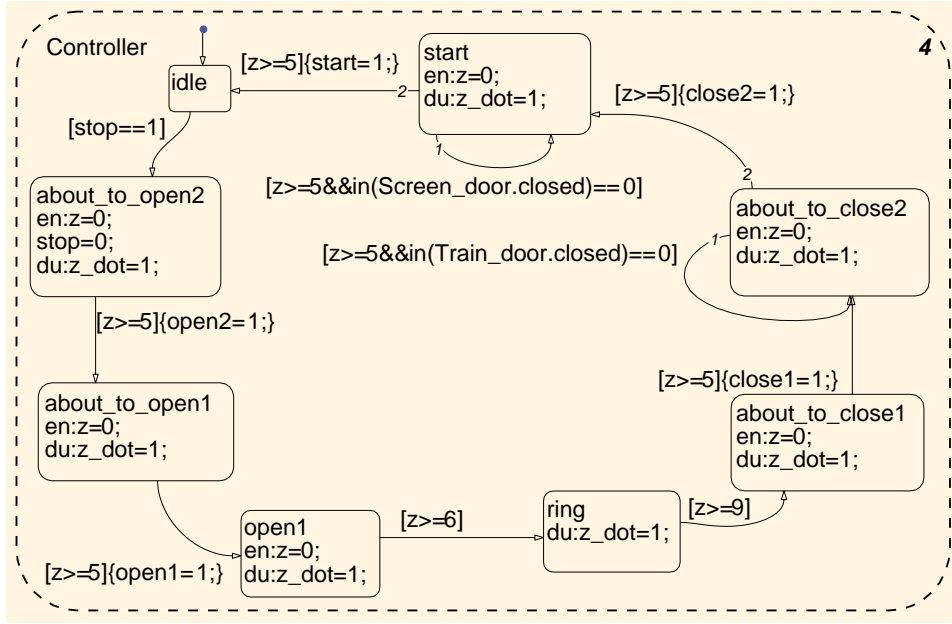 Controller
4
idle
[z>=5]{start=1;}
2
start
en:z=0;
du:z_dot=1;
[z>=5]{close2=1;}
[stop==1]
1
[z>=5&&in(Screen_door.closed)==0]
2
about_to_open2
en:z=0;
stop=0;
du:z_dot=1;
about_to_close2
en:z=0;
du:z_dot=1;
1
[z>=5&&in(Train_door.closed)==0]
[z>=5]{open2=1;}
[z>=5]{close1=1;}
about_to_open1
en:z=0;
du:z_dot=1;
about_to_close1
en:z=0;
du:z_dot=1;
[z>=5]{open1=1;}
open1
en:z=0;
du:z_dot=1;
[z>=6]
ring
du:z_dot=1;
[z>=9]